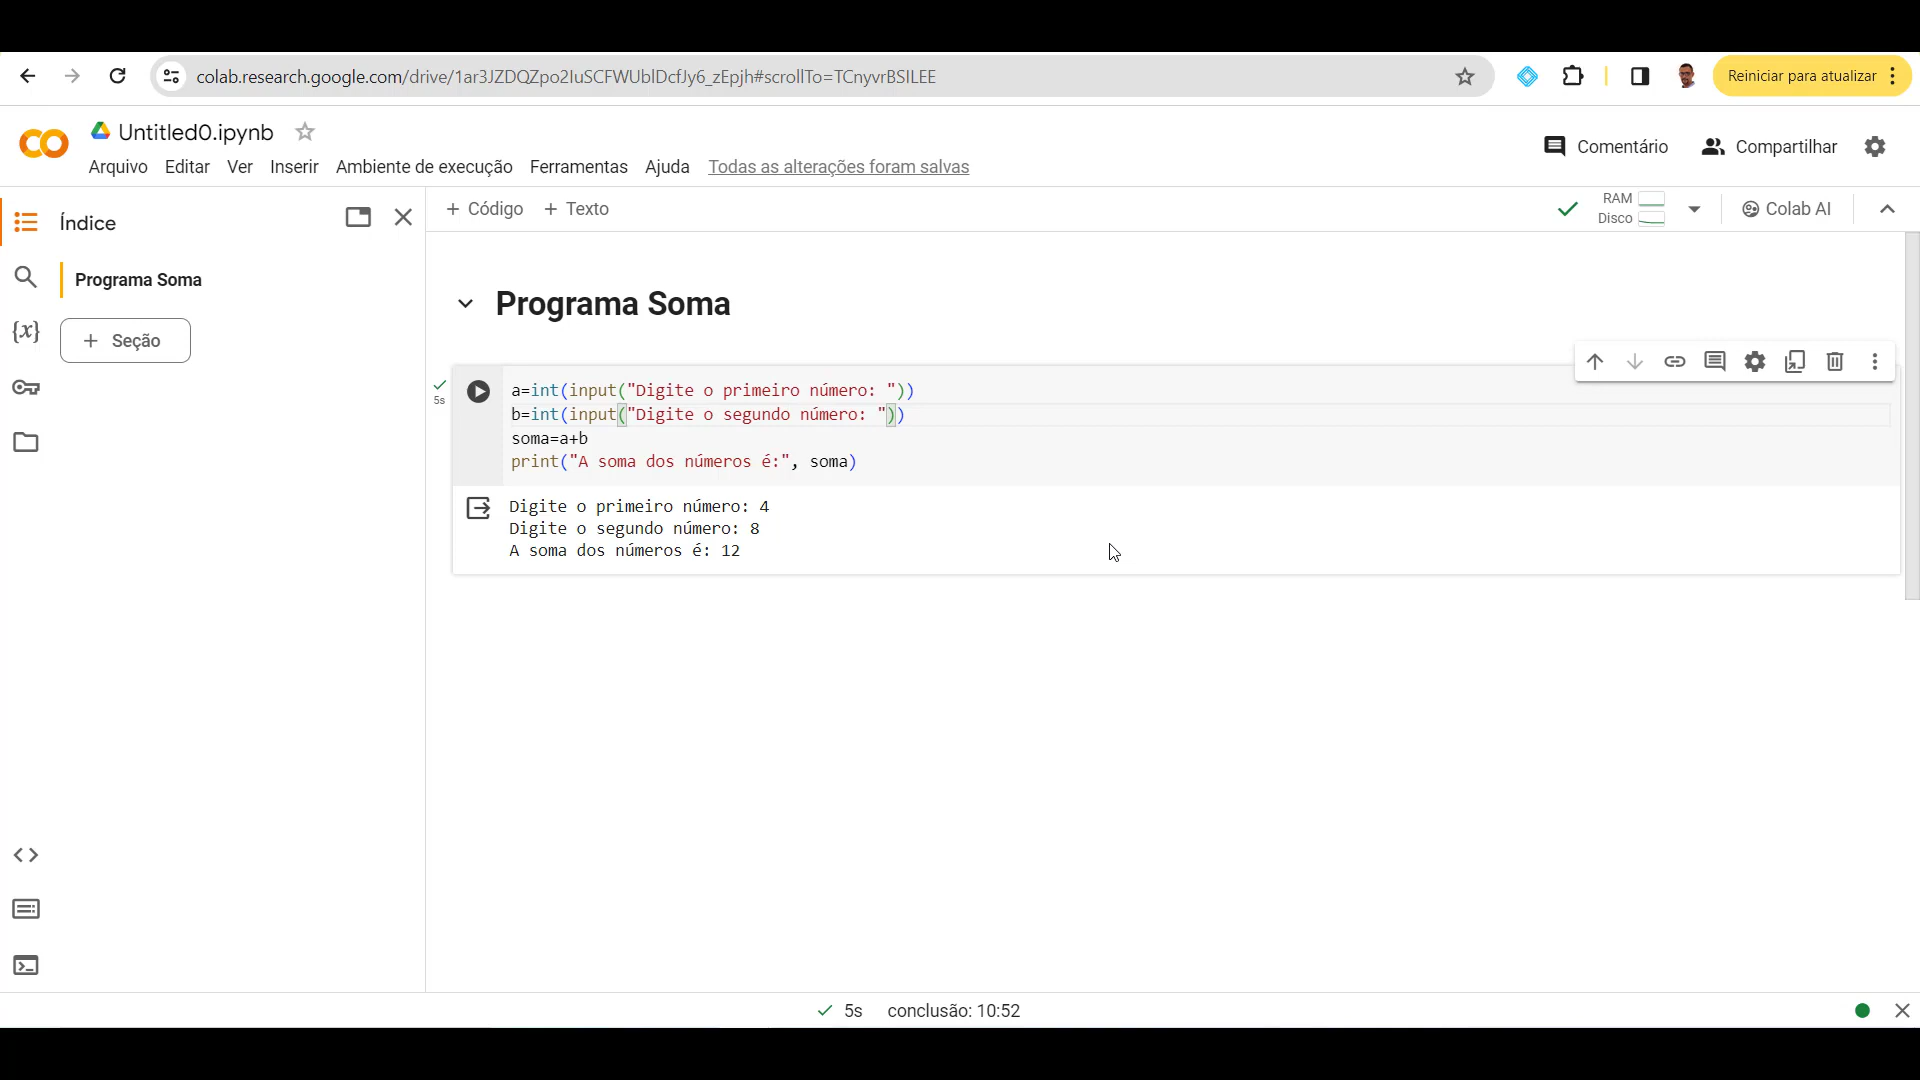 colab.research.google.com/drive/1ar3JZDQZpo2IuSCFWUblDcfJy6_zEpjh#scrollTo=TCnyvrBSILEE
Reiniciar para atualizar
Untitled0.ipynb
Comentário
Compartilhar
Arquivo Editar Ver Inserir Ambiente de execução Ferramentas Ajuda Todas as alterações foram salvas
Índice
+ Código + Texto
RAM
Disco
Colab AI
Programa Soma
+ Seção
Programa Soma
5s
a=int(input("Digite o primeiro número: "))
b=int(input("Digite o segundo número: "))
soma=a+b
print("A soma dos números é:", soma)
Digite o primeiro número: 4
Digite o segundo número: 8
A soma dos números é: 12
5s conclusão: 10:52